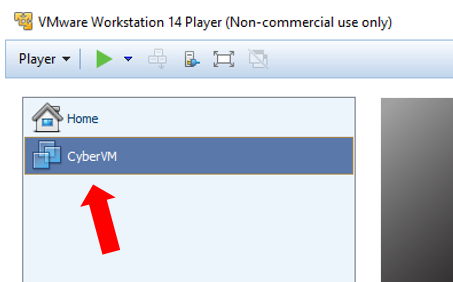 VMware Workstation 14 Player (Non-commercial use only)
Player
Home
CyberVM